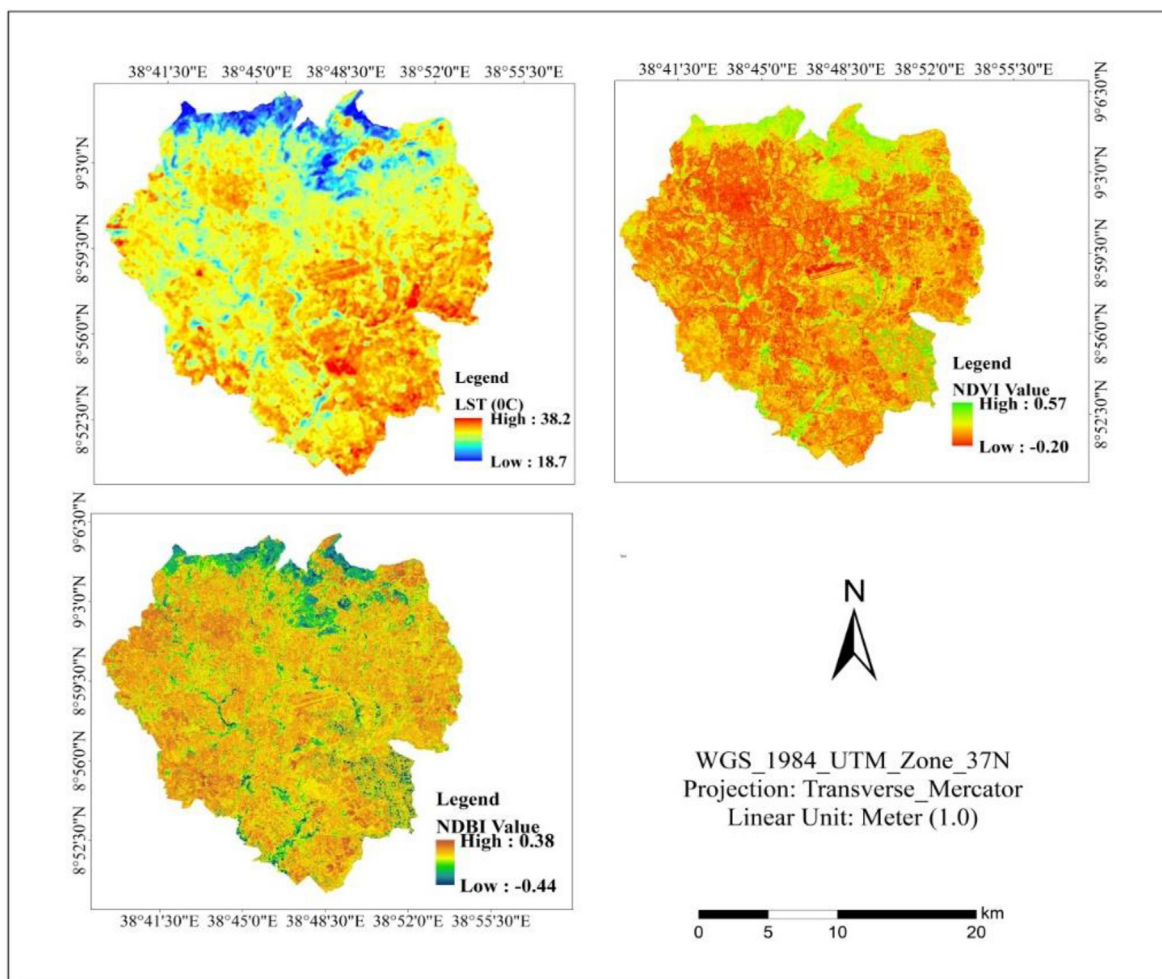 38°41'30"E 38°45'0"E 38°48'30"E 38°52'0"E 38°55'30"E
9°3'0"N
8°59'30"N
8°56'0"N
8°52'30"N
Legend
LST (0C)
High : 38.2
Low : 18.7
38°41'30"E 38°45'0"E 38°48'30"E 38°52'0"E 38°55'30"E
9°6'30"N
9°3'0"N
8°59'30"N
8°56'0"N
8°52'30"N
Legend
NDVI Value
High : 0.57
Low : -0.20
9°6'30"N
9°3'0"N
8°59'30"N
8°56'0"N
8°52'30"N
Legend
NDBI Value
High : 0.38
Low : -0.44
38°41'30"E 38°45'0"E 38°48'30"E 38°52'0"E 38°55'30"E
N
WGS_1984_UTM_Zone_37N
Projection: Transverse_Mercator
Linear Unit: Meter (1.0)
km
0 5 10 20